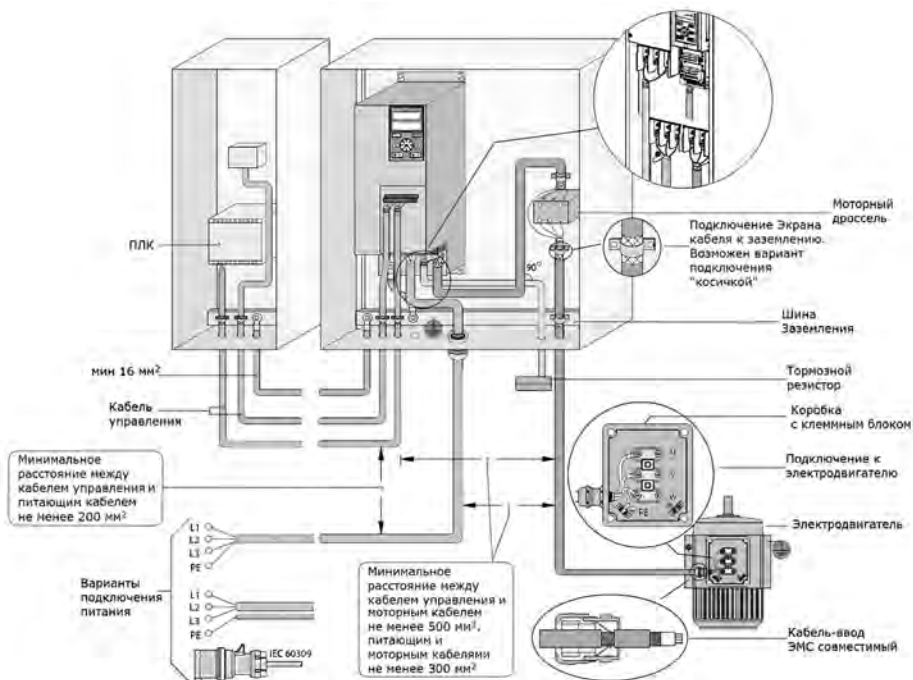 ПЛК
мин 16 мм²
Кабель
управления
Минимальное
расстояние между
кабелем управления и
питающим кабелем
не менее 200 мм²
L1
L2
L3
PE
Варианты
подключения
питания
L1
L2
L3
PE
IEC 60309
Минимальное
расстояние между
кабелем управления и
моторным кабелем
не менее 500 мм²,
питающим и
моторным кабелями
не менее 300 мм²
90°
Моторный
дроссель
Подключение Экрана
кабеля к заземлению.
Возможен вариант
подключения
"косичкой"
Шина
Заземления
Тормозной
резистор
Коробка
с клеммным блоком
Подключение к
электродвигателю
PE
Электродвигатель
Кабель-ввод
ЭМС совместимый